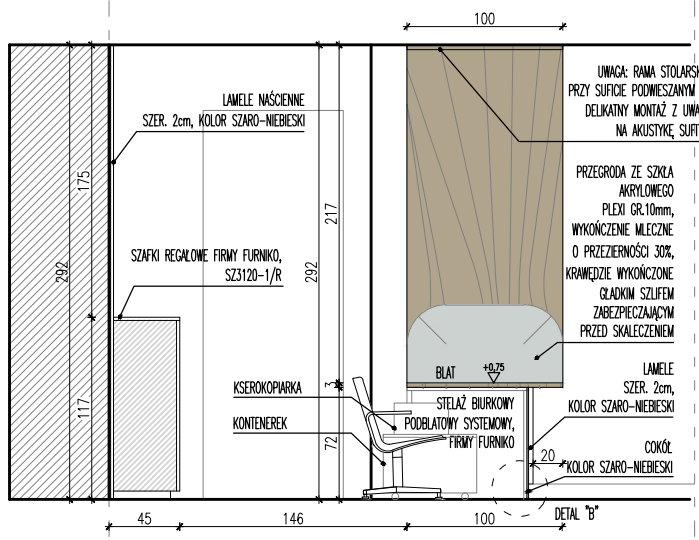 100
UWAGA: RAMA STOLARSK
PRZY SUFICIE PODWIESZANYM
DELIKATNY MONTAŻ Z UWA
NA AKUSTYKĘ SUFIT
LAMELE NAŚCIENNE
SZER. 2cm, KOLOR SZARO-NIEBIESKI
175
217
PRZEGRODA ZE SZKŁA
AKRYLOWEGO
PLEXI GR.10mm,
WYKOŃCZENIE MLECZNE
O PRZEZIERNOŚCI 30%,
KRAWĘDZIE WYKOŃCZONE
GŁADKIM SZLIFEM
ZABEZPIECZAJĄCYM
PRZED SKALECZENIEM
SZAFKI REGAŁOWE FIRMY FURNIKO,
SZ3120-1/R
292
292
BLAT
+0,75
3
LAMELE
SZER. 2cm,
KOLOR SZARO-NIEBIESKI
KSEROKOPIARKA
KONTENEREK
STELAŻ BIURKOWY
PODBLATOWY SYSTEMOWY,
FIRMY FURNIKO
117
72
20
COKÓŁ
KOLOR SZARO-NIEBIESKI
DETAL "B"
45
146
100